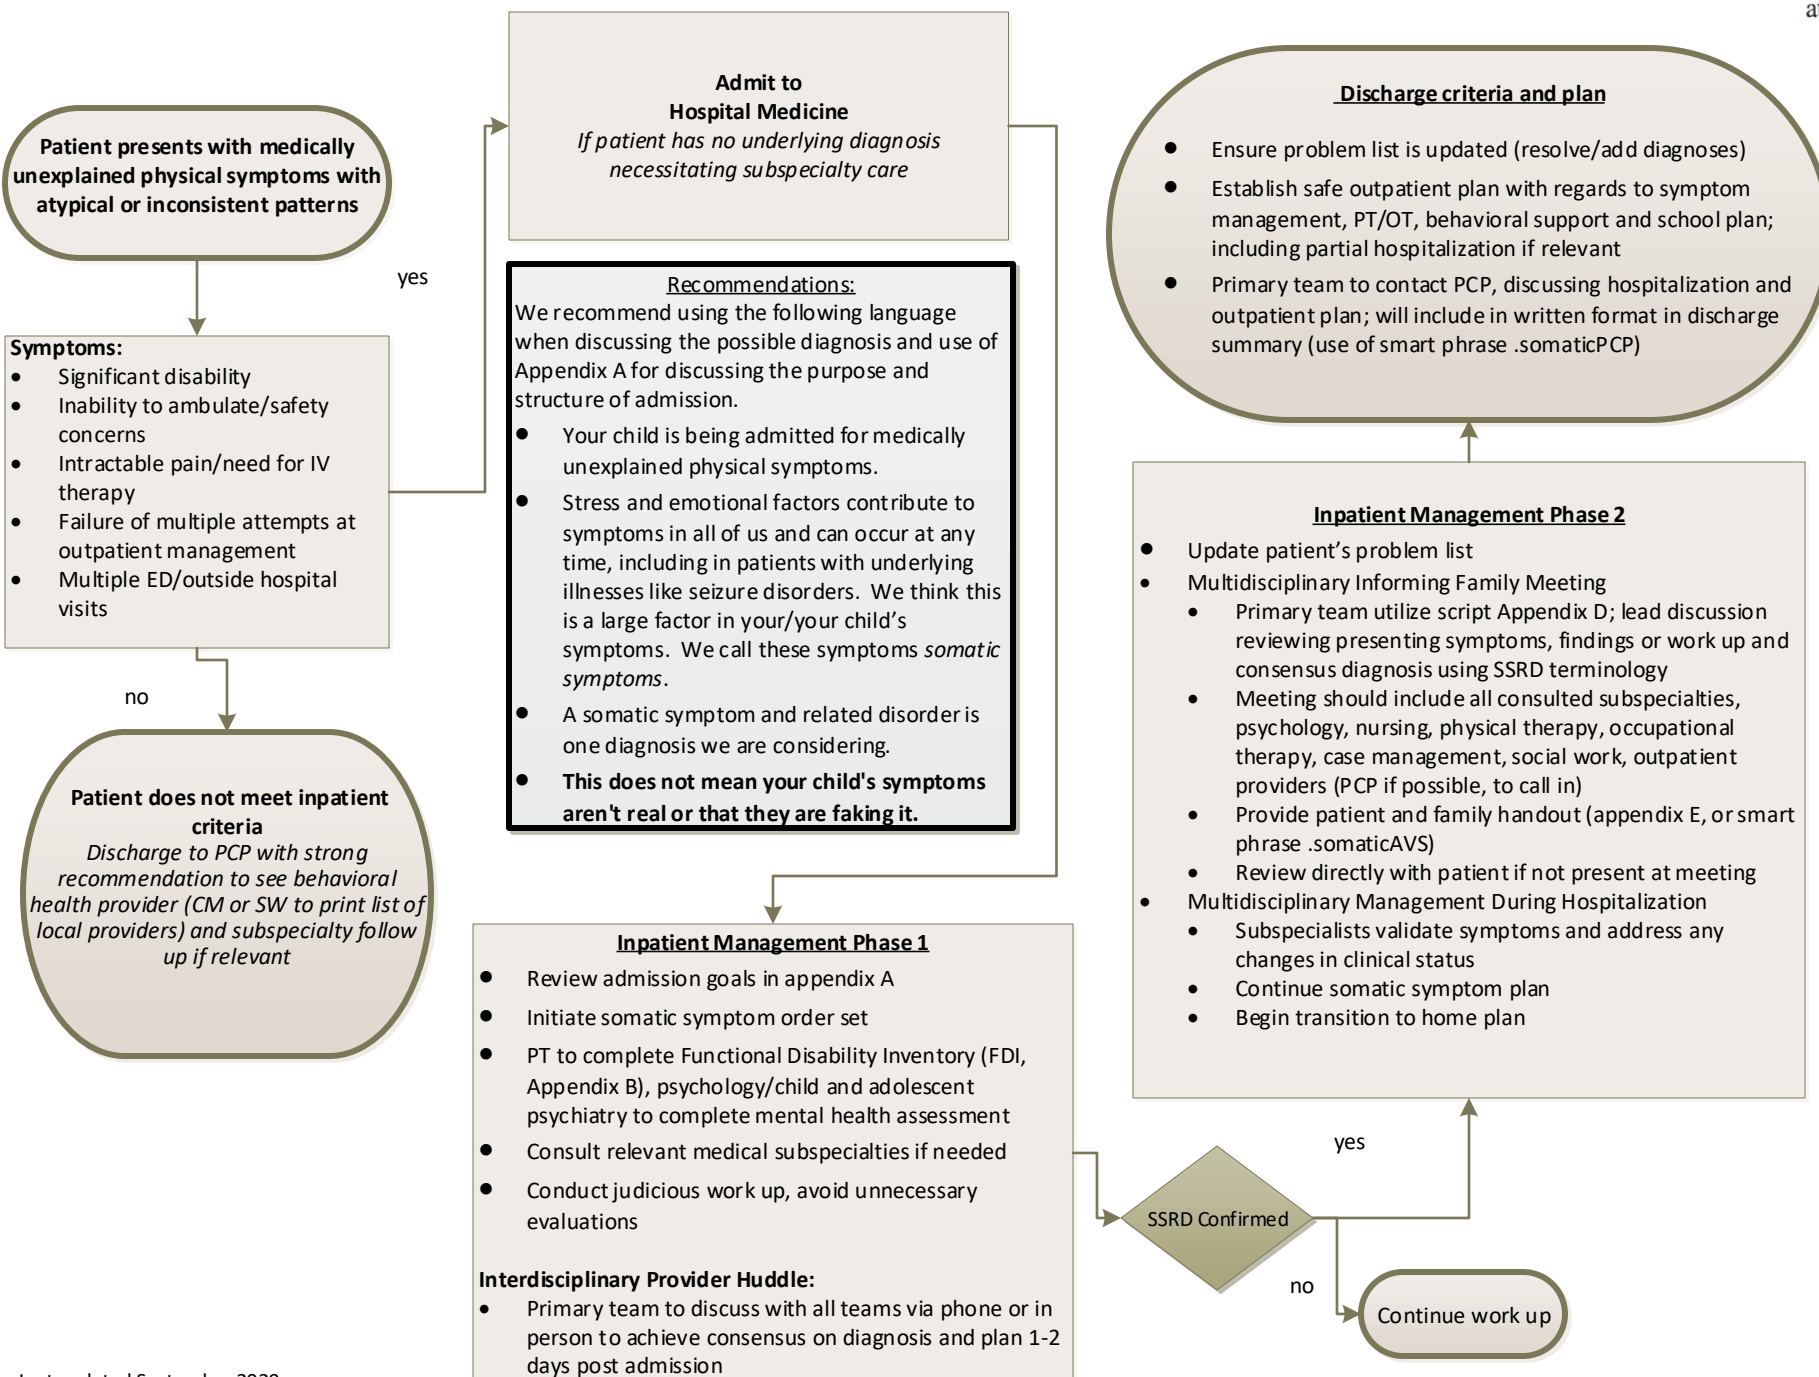 Patient presents with medically
unexplained physical symptoms with
atypical or inconsistent patterns
yes
Symptoms:
• Significant disability
• Inability to ambulate/safety
concerns
• Intractable pain/need for IV
therapy
• Failure of multiple attempts at
outpatient management
• Multiple ED/outside hospital
visits
no
Patient does not meet inpatient
criteria
Discharge to PCP with strong
recommendation to see behavioral
health provider (CM or SW to print list of
local providers) and subspecialty follow
up if relevant
Admit to
Hospital Medicine
If patient has no underlying diagnosis
necessitating subspecialty care
Recommendations:
We recommend using the following language
when discussing the possible diagnosis and use of
Appendix A for discussing the purpose and
structure of admission.
• Your child is being admitted for medically
unexplained physical symptoms.
• Stress and emotional factors contribute to
symptoms in all of us and can occur at any
time, including in patients with underlying
illnesses like seizure disorders. We think this
is a large factor in your/your child's
symptoms. We call these symptoms somatic
symptoms.
• A somatic symptom and related disorder is
one diagnosis we are considering.
• This does not mean your child's symptoms
aren't real or that they are faking it.
Inpatient Management Phase 1
• Review admission goals in appendix A
• Initiate somatic symptom order set
• PT to complete Functional Disability Inventory (FDI,
Appendix B), psychology/child and adolescent
psychiatry to complete mental health assessment
• Consult relevant medical subspecialties if needed
• Conduct judicious work up, avoid unnecessary
evaluations
Interdisciplinary Provider Huddle:
• Primary team to discuss with all teams via phone or in
person to achieve consensus on diagnosis and plan 1-2
days post admission
SSRD Confirmed
yes
no
Continue work up
Inpatient Management Phase 2
• Update patient's problem list
• Multidisciplinary Informing Family Meeting
• Primary team utilize script Appendix D; lead discussion
reviewing presenting symptoms, findings or work up and
consensus diagnosis using SSRD terminology
• Meeting should include all consulted subspecialties,
psychology, nursing, physical therapy, occupational
therapy, case management, social work, outpatient
providers (PCP if possible, to call in)
• Provide patient and family handout (appendix E, or smart
phrase .somaticAVS)
• Review directly with patient if not present at meeting
• Multidisciplinary Management During Hospitalization
• Subspecialists validate symptoms and address any
changes in clinical status
• Continue somatic symptom plan
• Begin transition to home plan
Discharge criteria and plan
• Ensure problem list is updated (resolve/add diagnoses)
• Establish safe outpatient plan with regards to symptom
management, PT/OT, behavioral support and school plan;
including partial hospitalization if relevant
• Primary team to contact PCP, discussing hospitalization and
outpatient plan; will include in written format in discharge
summary (use of smart phrase .somaticPCP)